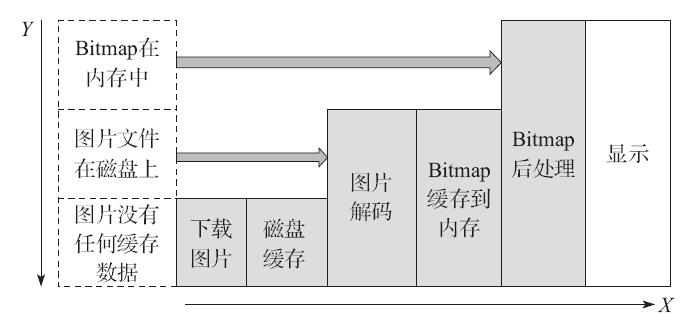 Y
Bitmap在
内存中
图片文件
在磁盘上
图片没有
任何缓存
数据
下载
图片
磁盘
缓存
图片
解码
Bitmap
缓存到
内存
Bitmap
后处理
显示
X